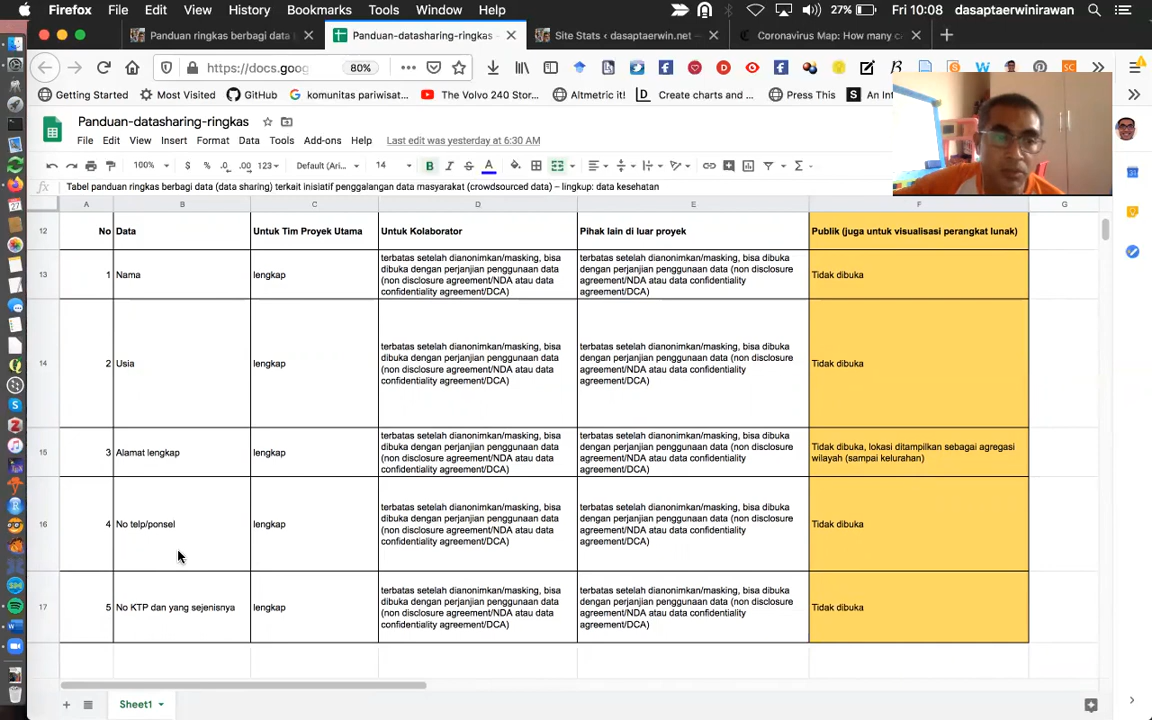 Firefox File Edit View History Bookmarks Tools Window Help 27% Fri 10:08 dasaptaerwinirawan
Panduan ringkas berbagi data
Panduan-datasharing-ringkas -
Site Stats ‹ dasaptaerwin.net —
Coronavirus Map: How many c
https://docs.goog 80%
Getting Started Most Visited GitHub komunitas pariwisat... The Volvo 240 Stor... Altmetric it! Create charts and ... Press This An Int
Panduan-datasharing-ringkas
File Edit View Insert Format Data Tools Add-ons Help Last edit was yesterday at 6:30 AM
100% $ % .0 .00 123 Default (Ari... 14 B I S A
fx Tabel panduan ringkas berbagi data (data sharing) terkait inisiatif penggalangan data masyarakat (crowdsourced data) – lingkup: data kesehatan
A B C D E F G
12 No Data Untuk Tim Proyek Utama Untuk Kolaborator Pihak lain di luar proyek Publik (juga untuk visualisasi perangkat lunak)
13 1 Nama lengkap
terbatas setelah dianonimkan/masking, bisa
dibuka dengan perjanjian penggunaan data
(non disclosure agreement/NDA atau data
confidentiality agreement/DCA)
terbatas setelah dianonimkan/masking, bisa dibuka
dengan perjanjian penggunaan data (non disclosure
agreement/NDA atau data confidentiality
agreement/DCA)
Tidak dibuka
14 2 Usia lengkap
terbatas setelah dianonimkan/masking, bisa
dibuka dengan perjanjian penggunaan data
(non disclosure agreement/NDA atau data
confidentiality agreement/DCA)
terbatas setelah dianonimkan/masking, bisa dibuka
dengan perjanjian penggunaan data (non disclosure
agreement/NDA atau data confidentiality
agreement/DCA)
Tidak dibuka
15 3 Alamat lengkap lengkap
terbatas setelah dianonimkan/masking, bisa
dibuka dengan perjanjian penggunaan data
(non disclosure agreement/NDA atau data
confidentiality agreement/DCA)
terbatas setelah dianonimkan/masking, bisa dibuka
dengan perjanjian penggunaan data (non disclosure
agreement/NDA atau data confidentiality
agreement/DCA)
Tidak dibuka, lokasi ditampilkan sebagai agregasi
wilayah (sampai kelurahan)
16 4 No telp/ponsel lengkap
terbatas setelah dianonimkan/masking, bisa
dibuka dengan perjanjian penggunaan data
(non disclosure agreement/NDA atau data
confidentiality agreement/DCA)
terbatas setelah dianonimkan/masking, bisa dibuka
dengan perjanjian penggunaan data (non disclosure
agreement/NDA atau data confidentiality
agreement/DCA)
Tidak dibuka
17 5 No KTP dan yang sejenisnya lengkap
terbatas setelah dianonimkan/masking, bisa
dibuka dengan perjanjian penggunaan data
(non disclosure agreement/NDA atau data
confidentiality agreement/DCA)
terbatas setelah dianonimkan/masking, bisa dibuka
dengan perjanjian penggunaan data (non disclosure
agreement/NDA atau data confidentiality
agreement/DCA)
Tidak dibuka
Sheet1